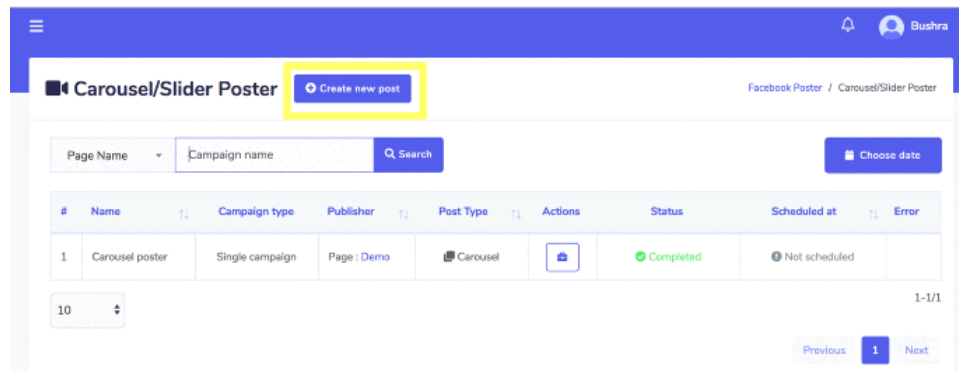 Bushra
Carousel/Slider Poster Create new post Facebook Poster / Carousel/Slider Poster
Page Name Campaign name Search Choose date
# Name Campaign type Publisher Post Type Actions Status Scheduled at Error
1 Carousel poster Single campaign Page : Demo Carousel Completed Not scheduled
1-1/1
10
Previous 1 Next